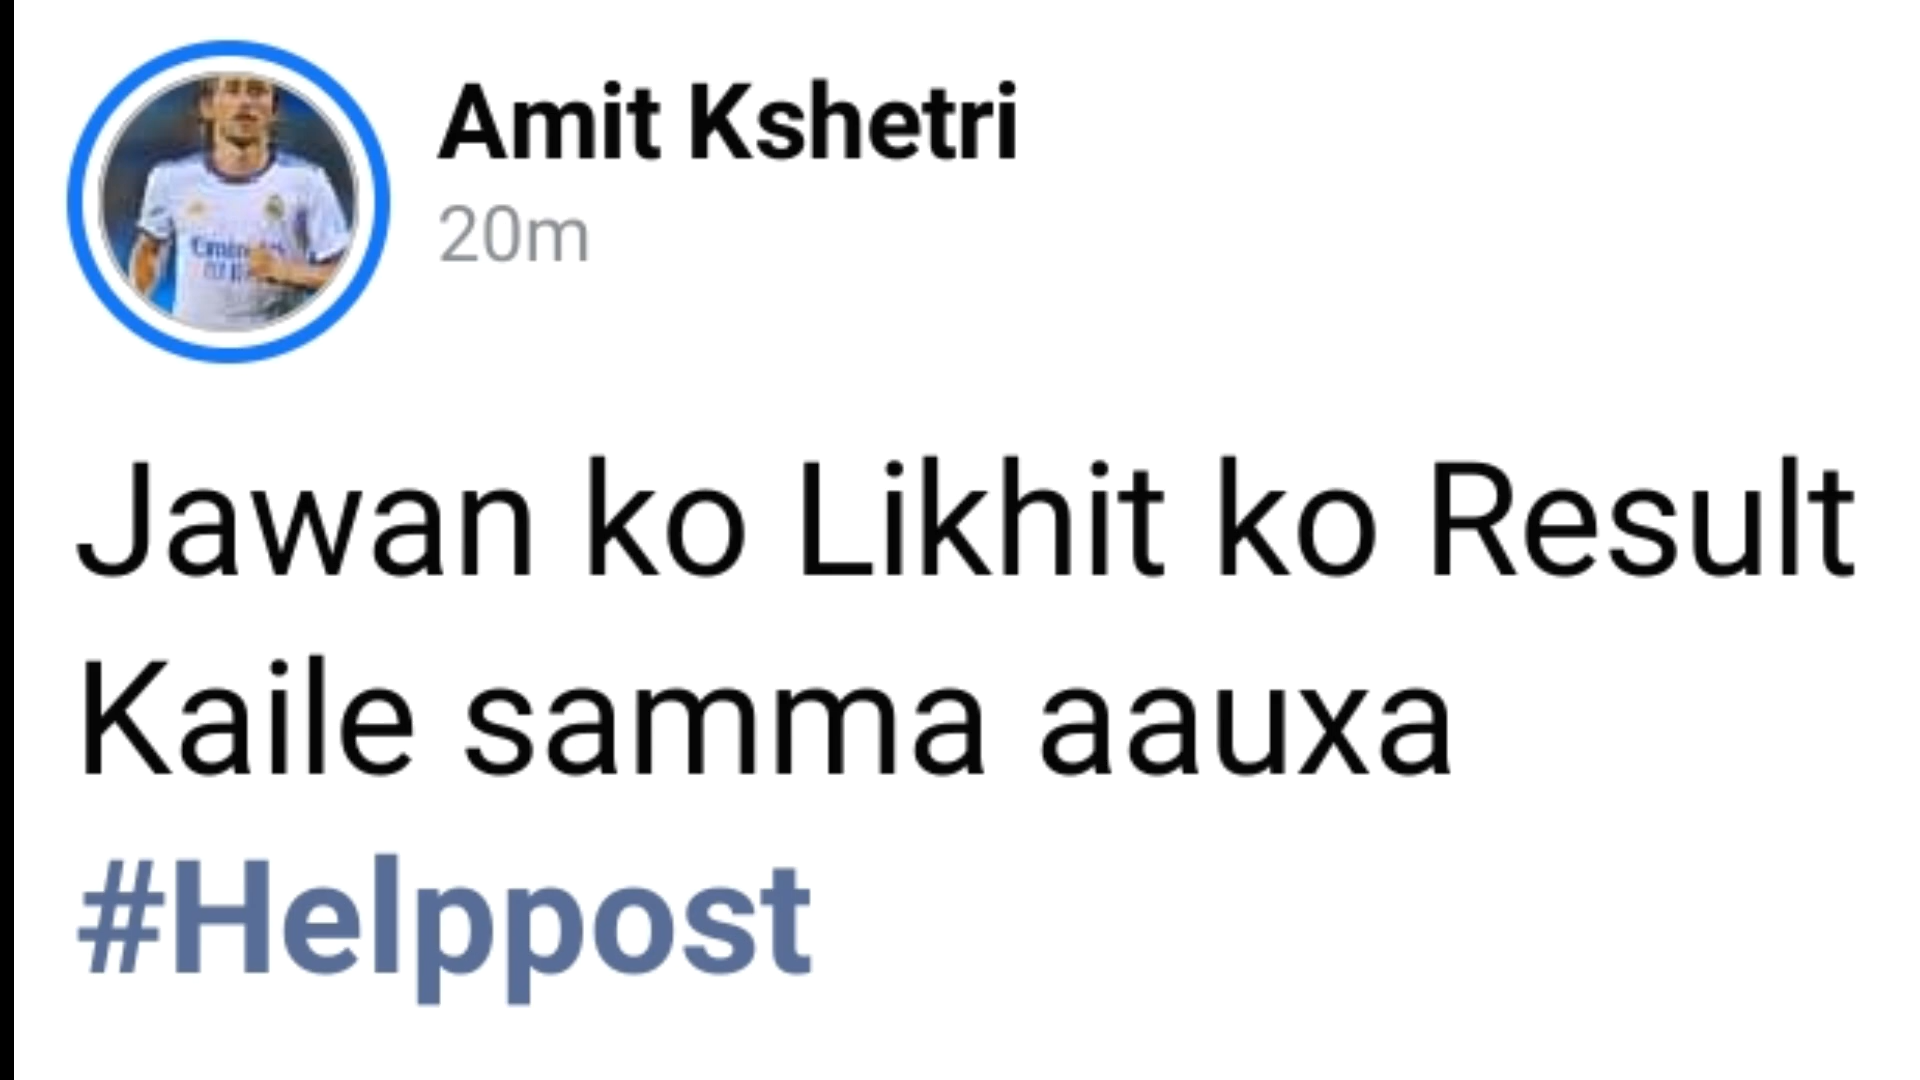 Amit Kshetri
20m
Jawan ko Likhit ko Result
Kaile samma aauxa
#Helppost